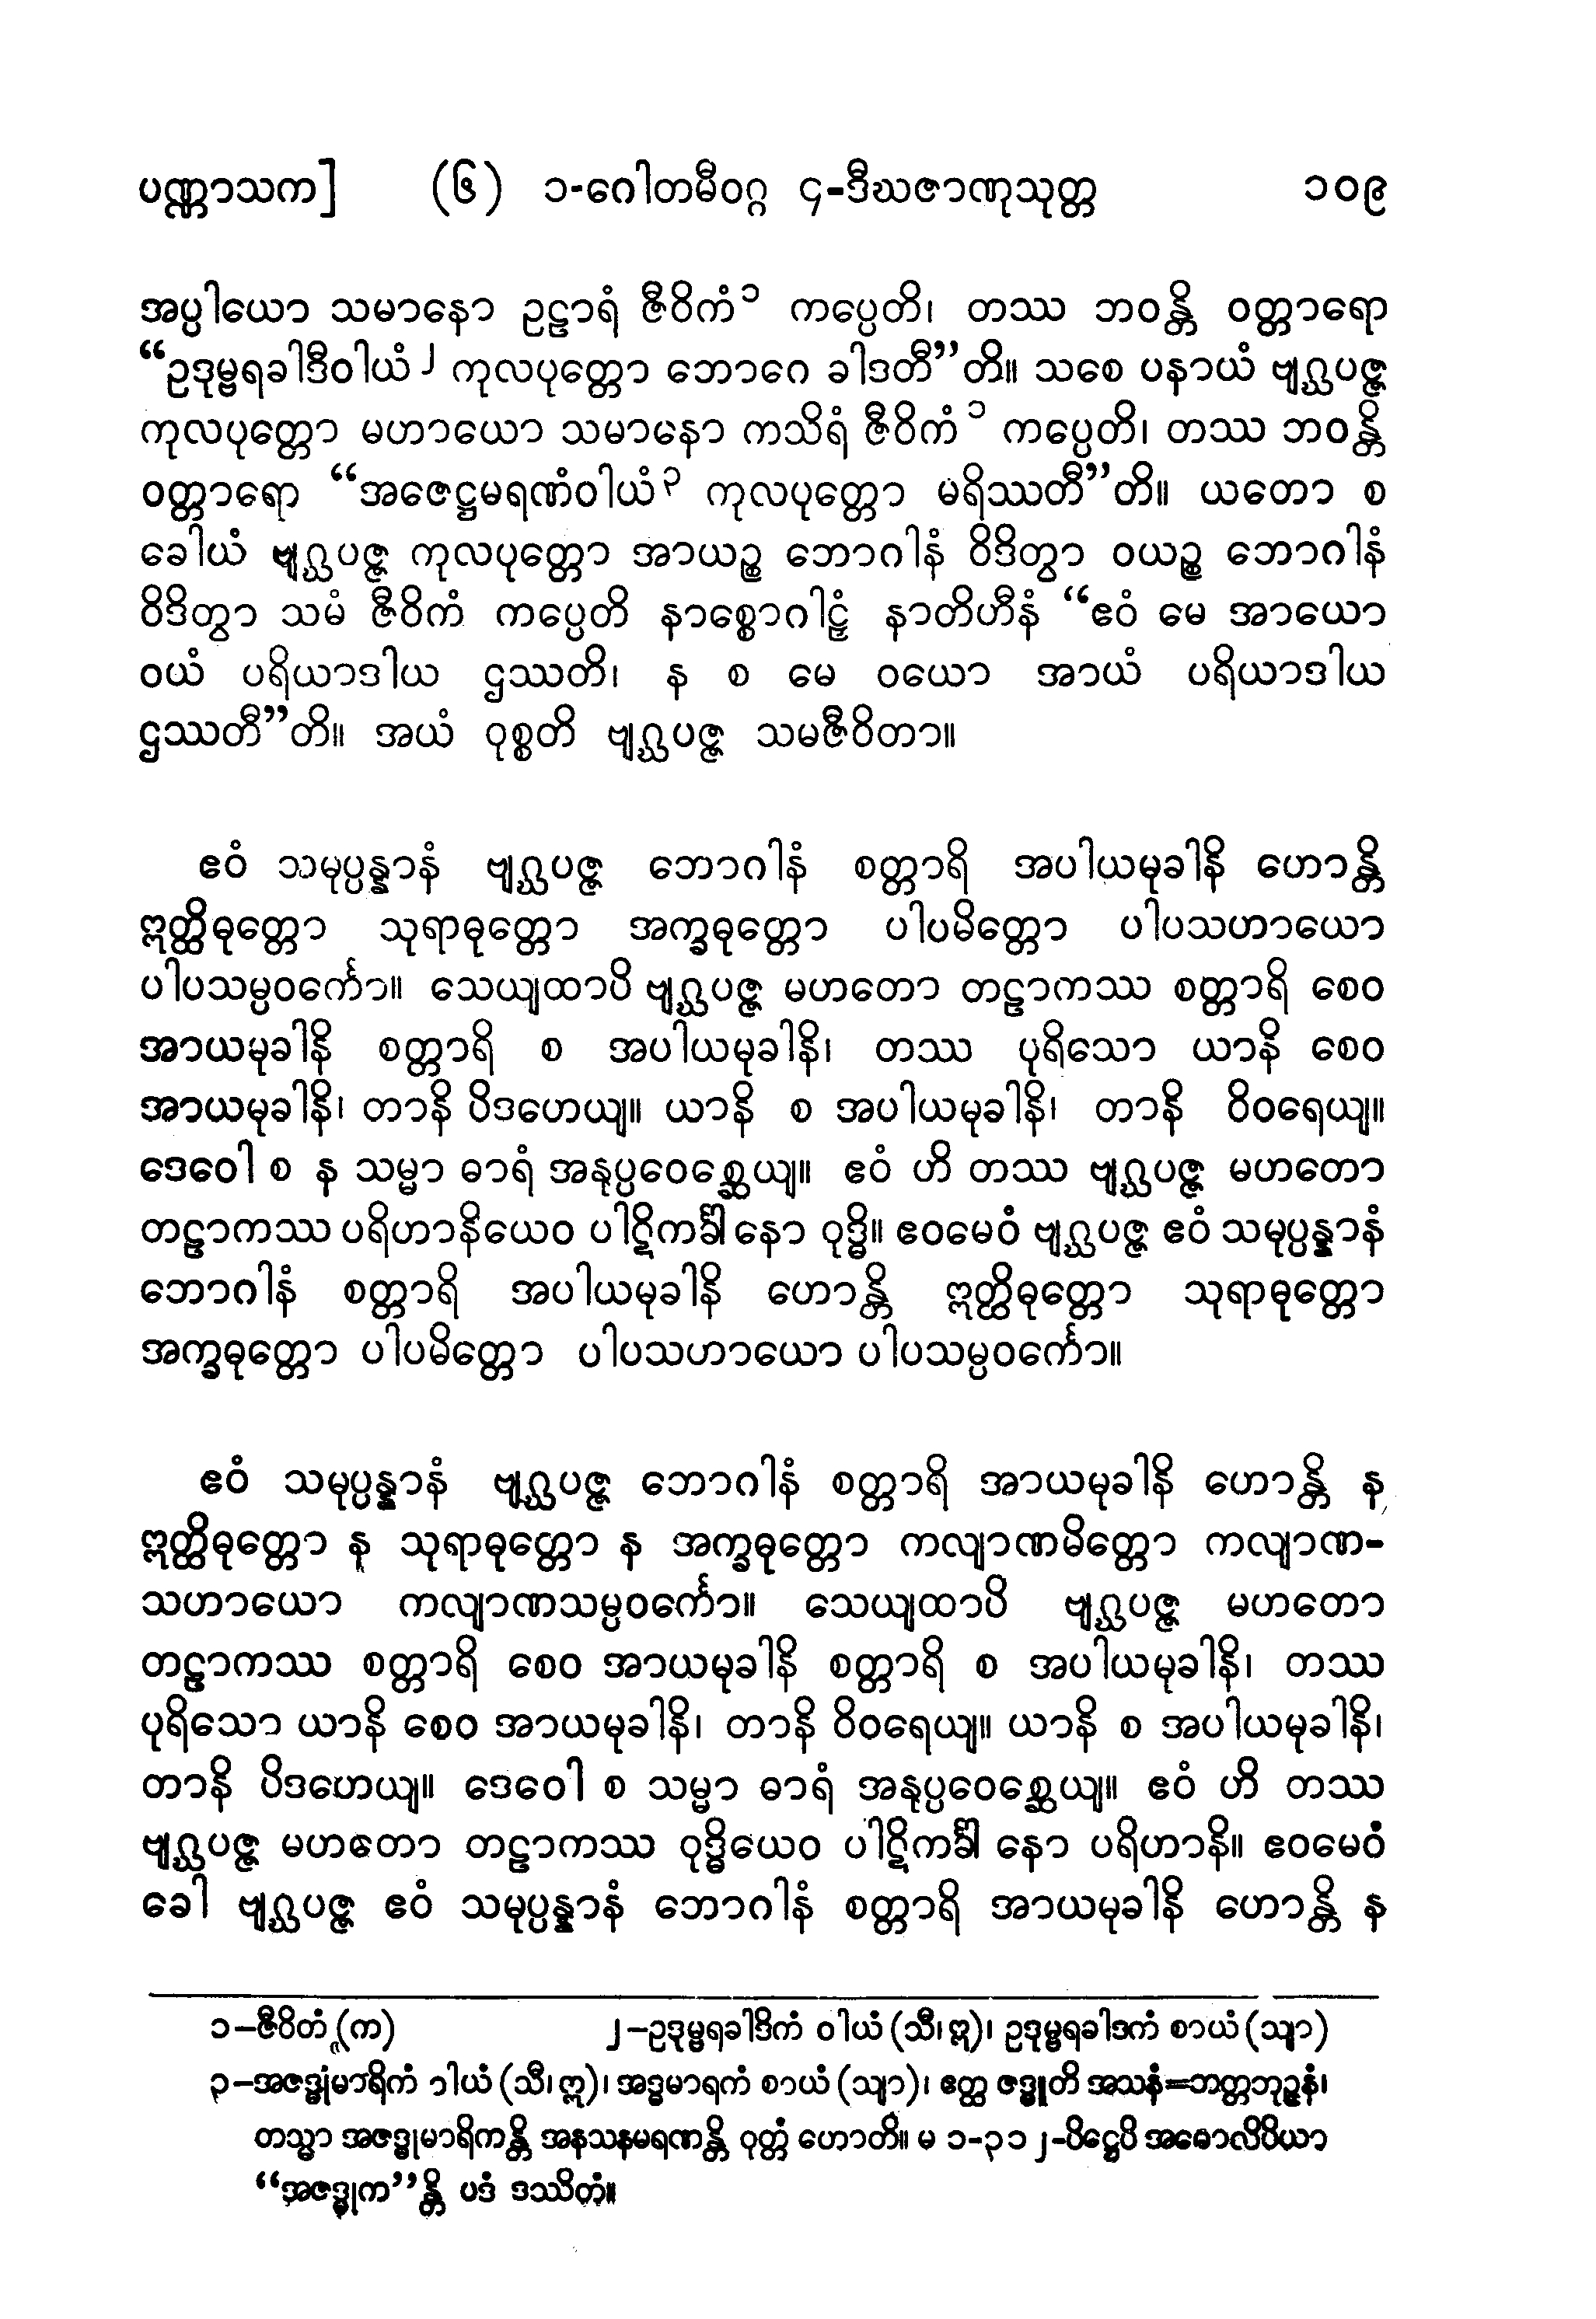 ပဏ္ဏာသက] (၆) ၁-ဂေါတမီဝဂ္ဂ ၄-ဒီဃဇာဏုသုတ္တ ၁၀၉
အပ္ပါယော သမာနော ဥဠာရံ ဇီဝိကံ၁ ကပ္ပေတိ၊ တဿ ဘဝန္တိ ဝတ္တာရော
“ဥဒုမ္ဗရခါဒီဝါယံ၂ ကုလပုတ္တော ဘောဂေ ခါဒတီ”တိ။ သစေ ပနာယံ ဗျဂ္ဃပဇ္ဇ
ကုလပုတ္တော မဟာယော သမာနော ကသိရံ ဇီဝိကံ၁ ကပ္ပေတိ၊ တဿ ဘဝန္တိ
ဝတ္တာရော “အဇေဋ္ဌမရဏံဝါယံ၃ ကုလပုတ္တော မရိဿတီ”တိ။ ယတော စ
ခေါယံ ဗျဂ္ဃပဇ္ဇ ကုလပုတ္တော အာယဉ္စ ဘောဂါနံ ဝိဒိတွာ ဝယဉ္စ ဘောဂါနံ
ဝိဒိတွာ သမံ ဇီဝိကံ ကပ္ပေတိ နာစ္စောဂါဠှံ နာတိဟီနံ “ဧဝံ မေ အာယော
ဝယံ ပရိယာဒါယ ဌဿတိ၊ န စ မေ ဝယော အာယံ ပရိယာဒါယ
ဌဿတီ”တိ။ အယံ ဝုစ္စတိ ဗျဂ္ဃပဇ္ဇ သမဇီဝိတာ။
ဧဝံ သမုပ္ပန္နာနံ ဗျဂ္ဃပဇ္ဇ ဘောဂါနံ စတ္တာရိ အပါယမုခါနိ ဟောန္တိ
ဣတ္ထိဓုတ္တော သုရာဓုတ္တော အက္ခဓုတ္တော ပါပမိတ္တော ပါပသဟာယော
ပါပသမ္ပဝင်္ကော။ သေယျထာပိ ဗျဂ္ဃပဇ္ဇ မဟတော တဠာကဿ စတ္တာရိ စေဝ
အာယမုခါနိ စတ္တာရိ စ အပါယမုခါနိ၊ တဿ ပုရိသော ယာနိ စေဝ
အာယမုခါနိ၊ တာနိ ပိဒဟေယျ။ ယာနိ စ အပါယမုခါနိ၊ တာနိ ဝိဝရေယျ။
ဒေဝေါ စ န သမ္မာ ဓာရံ အနုပ္ပဝေစ္ဆေယျ။ ဧဝံ ဟိ တဿ ဗျဂ္ဃပဇ္ဇ မဟတော
တဠာကဿ ပရိဟာနိယေဝ ပါဋိကင်္ခါ နော ဝုဒ္ဓိ။ ဧဝမေဝံ ဗျဂ္ဃပဇ္ဇ ဧဝံ သမုပ္ပန္နာနံ
ဘောဂါနံ စတ္တာရိ အပါယမုခါနိ ဟောန္တိ ဣတ္ထိဓုတ္တော သုရာဓုတ္တော
အက္ခဓုတ္တော ပါပမိတ္တော ပါပသဟာယော ပါပသမ္ပဝင်္ကော။
ဧဝံ သမုပ္ပန္နာနံ ဗျဂ္ဃပဇ္ဇ ဘောဂါနံ စတ္တာရိ အာယမုခါနိ ဟောန္တိ န
ဣတ္ထိဓုတ္တော န သုရာဓုတ္တော န အက္ခဓုတ္တော ကလျာဏမိတ္တော ကလျာဏ-
သဟာယော ကလျာဏသမ္ပဝင်္ကော။ သေယျထာပိ ဗျဂ္ဃပဇ္ဇ မဟတော
တဠာကဿ စတ္တာရိ စေဝ အာယမုခါနိ စတ္တာရိ စ အပါယမုခါနိ၊ တဿ
ပုရိသော ယာနိ စေဝ အာယမုခါနိ၊ တာနိ ဝိဝရေယျ။ ယာနိ စ အပါယမုခါနိ၊
တာနိ ပိဒဟေယျ။ ဒေဝေါ စ သမ္မာ ဓာရံ အနုပ္ပဝေစ္ဆေယျ။ ဧဝံ ဟိ တဿ
ဗျဂ္ဃပဇ္ဇ မဟတော တဠာကဿ ဝုဒ္ဓိယေဝ ပါဋိကင်္ခါ နော ပရိဟာနိ။ ဧဝမေဝံ
ခေါ ဗျဂ္ဃပဇ္ဇ ဧဝံ သမုပ္ပန္နာနံ ဘောဂါနံ စတ္တာရိ အာယမုခါနိ ဟောန္တိ န
၁-ဇီဝိတံ (က) ၂-ဥဒုမ္ဗရခါဒိကံ ဝါယံ (သီ၊ ဣ)၊ ဥဒုမ္ဗရခါဒကံ စာယံ (သျာ)
၃-အဇဒ္ဓုမာရိကံ ဝါယံ (သီ၊ ဣ)၊ အဒ္ဓမာရကံ စာယံ (သျာ)၊ ဧတ္ထ ဇဒ္ဓူတိ အသနံ=ဘတ္တဘုဉ္ဇနံ၊
တသ္မာ အဇဒ္ဓုမာရိကန္တိ အနသနမရဏန္တိ ဝုတ္တံ ဟောတိ။ မ ၁-၃၁၂-ပိဋ္ဌေပိ အဓောလိပိယာ
“အဇဒ္ဓုက”န္တိ ပဒံ ဒဿိတံ။